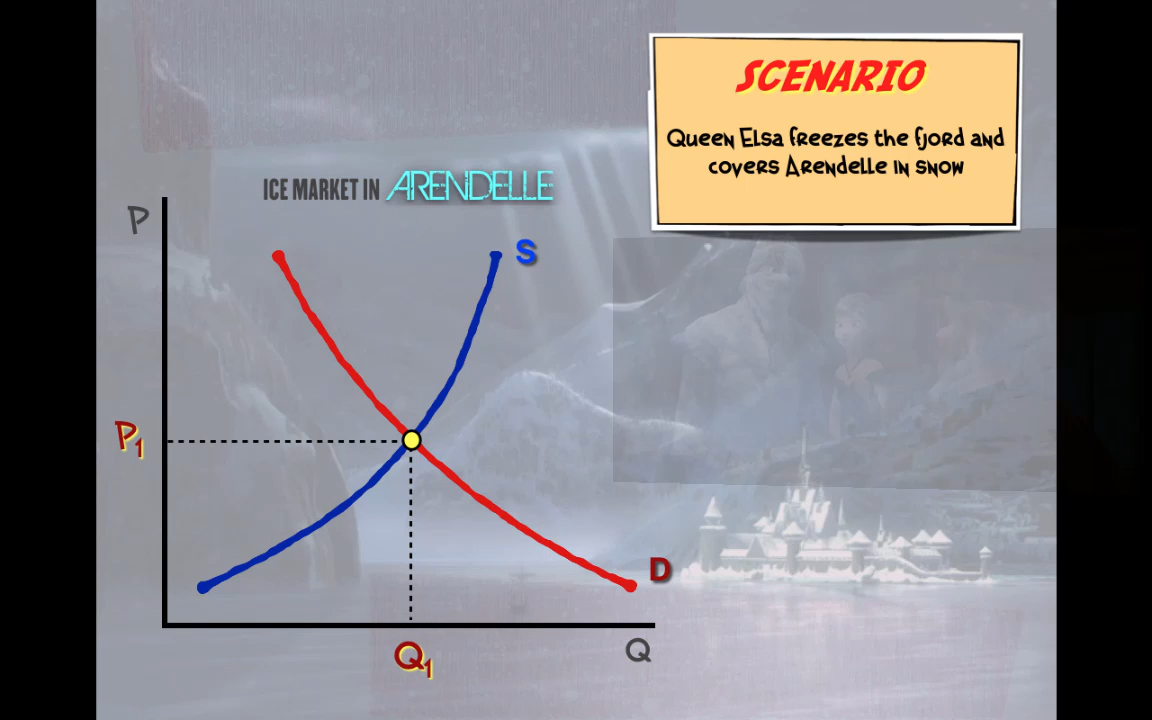 SCENARIO
Queen Elsa freezes the fjord and
covers Arendelle in snow
ICE MARKET IN ARENDELLE
P
S
P1
D
Q
Q1